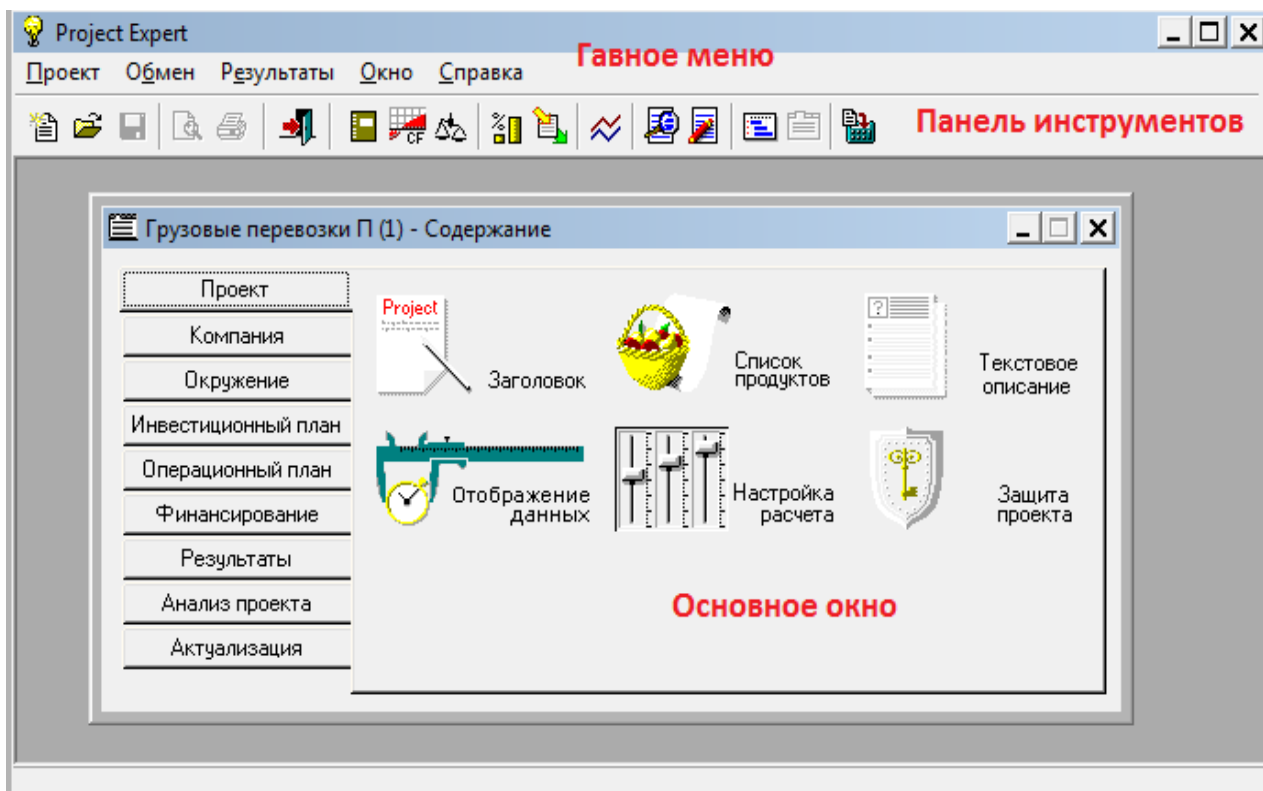 Project Expert
Гавное меню
Проект Обмен Результаты Окно Справка
CF
Панель инструментов
Грузовые перевозки П (1) - Содержание
Проект
Компания
Окружение
Инвестиционный план
Операционный план
Финансирование
Результаты
Анализ проекта
Актуализация
Project
Заголовок
Список
продуктов
?
Текстовое
описание
Отображение
данных
Настройка
расчета
Защита
проекта
Основное окно